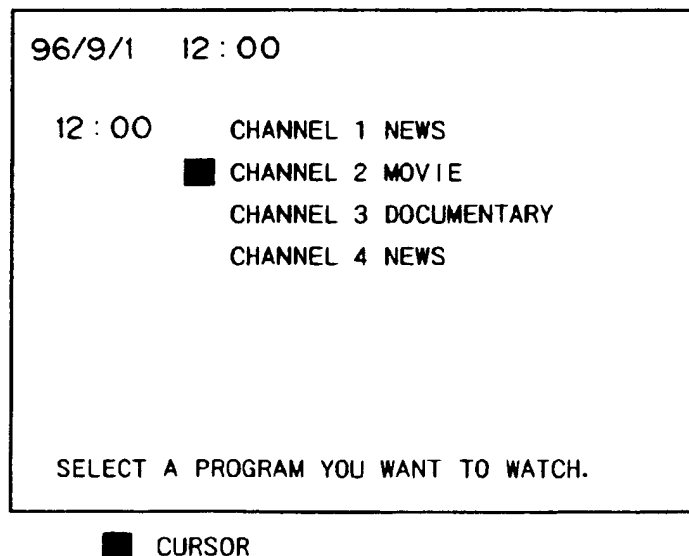 96/9/1 12:00
12:00 CHANNEL 1 NEWS
CHANNEL 2 MOVIE
CHANNEL 3 DOCUMENTARY
CHANNEL 4 NEWS
SELECT A PROGRAM YOU WANT TO WATCH.
CURSOR